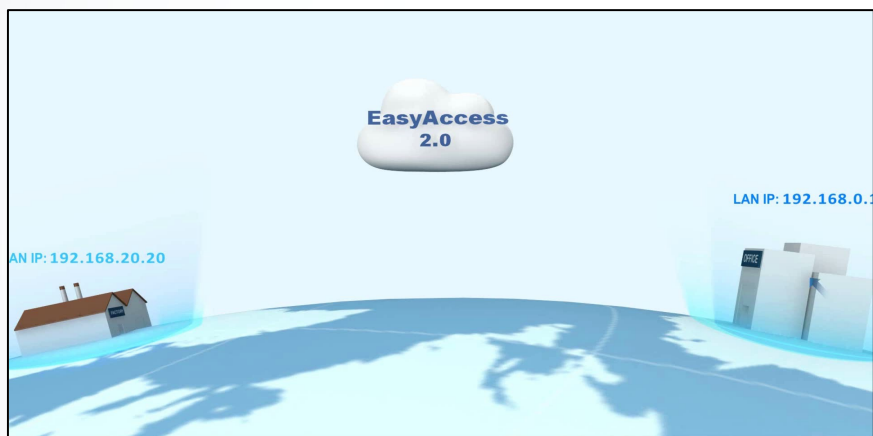 EasyAccess
2.0
LAN IP: 192.168.0.1
AN IP: 192.168.20.20
OFFICE